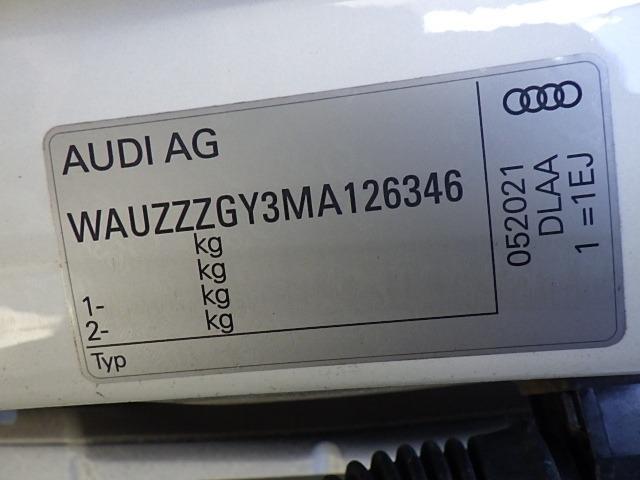 AUDI AG
WAUZZZGY3MA126346
kg
kg
1- kg
2- kg
Typ
052021
DLAA
1 =1EJ